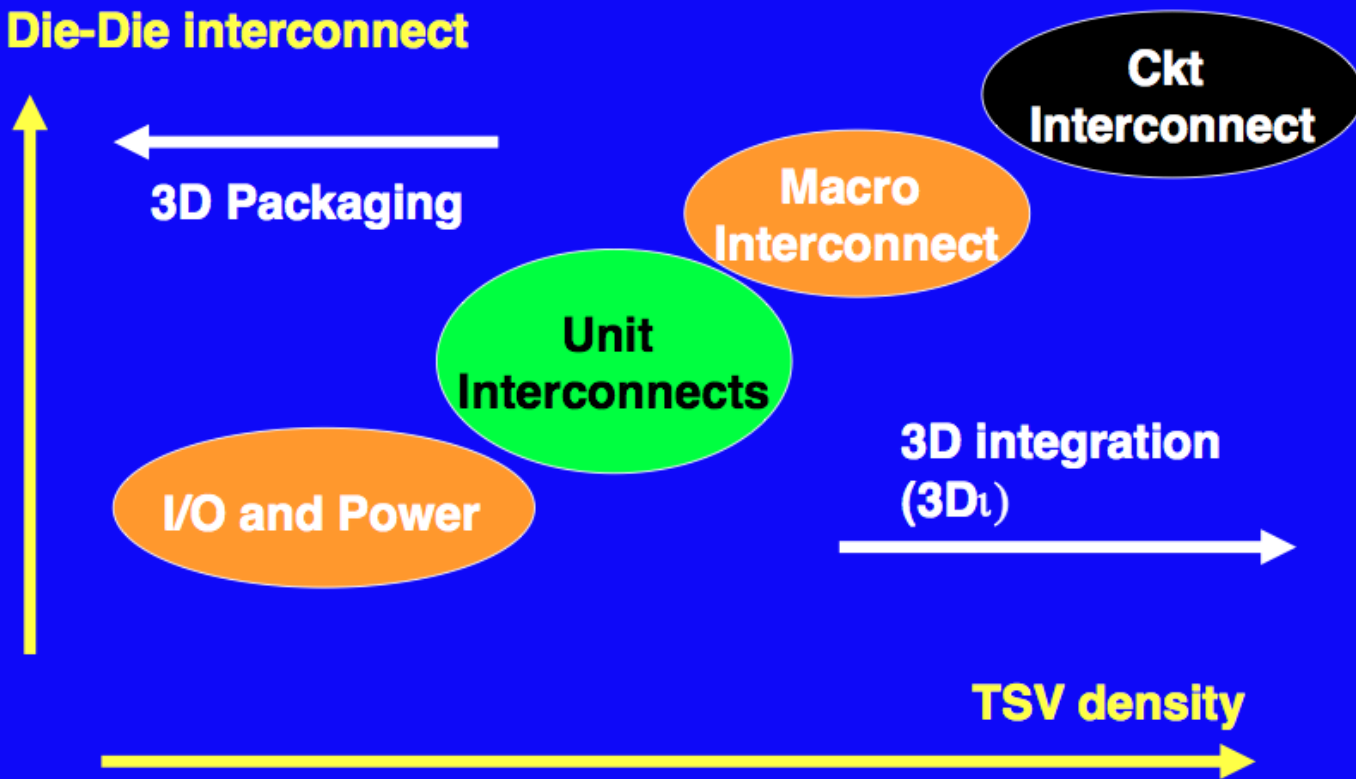 Die-Die interconnect
Ckt
Interconnect
3D Packaging
Macro
Interconnect
Unit
Interconnects
3D integration
(3Dι)
I/O and Power
TSV density